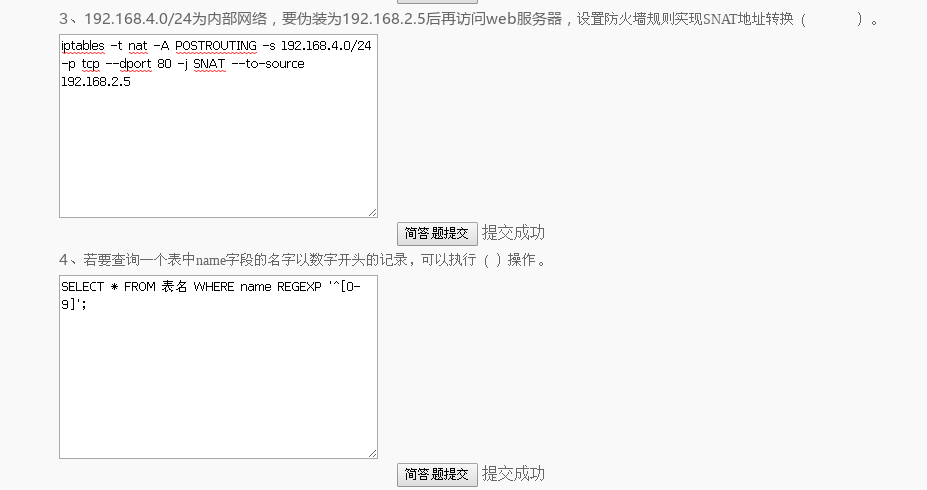 3、192.168.4.0/24为内部网络，要伪装为192.168.2.5后再访问web服务器，设置防火墙规则实现SNAT地址转换（ ）。
iptables -t nat -A POSTROUTING -s 192.168.4.0/24
-p tcp --dport 80 -j SNAT --to-source
192.168.2.5
简答题提交 提交成功
4、若要查询一个表中name字段的名字以数字开头的记录，可以执行（ ）操作。
SELECT * FROM 表名 WHERE name REGEXP '^[0-
9]';
简答题提交 提交成功